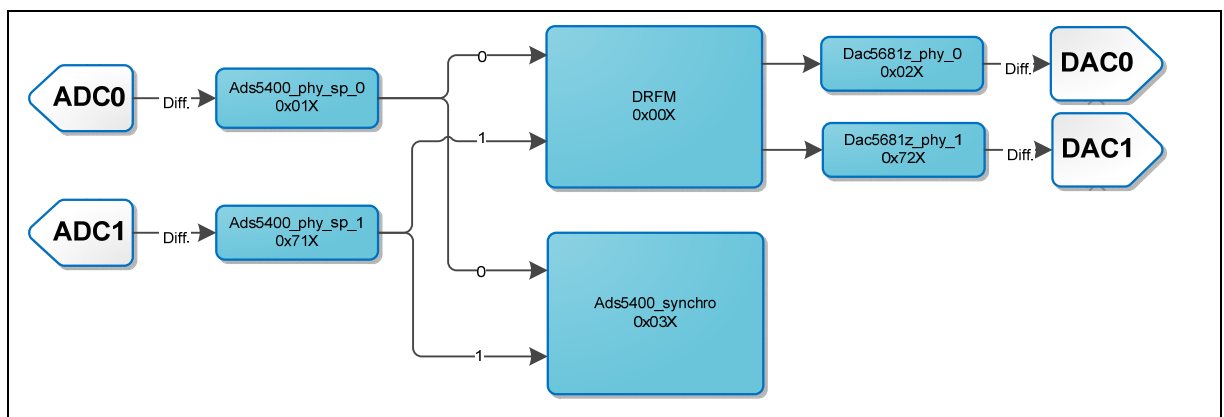 ADC0
Diff.
Ads5400_phy_sp_0
0x01X
0
1
DRFM
0x00X
Dac5681z_phy_0
0x02X
Diff.
DAC0
Dac5681z_phy_1
0x72X
Diff.
DAC1
ADC1
Diff.
Ads5400_phy_sp_1
0x71X
0
1
Ads5400_synchro
0x03X